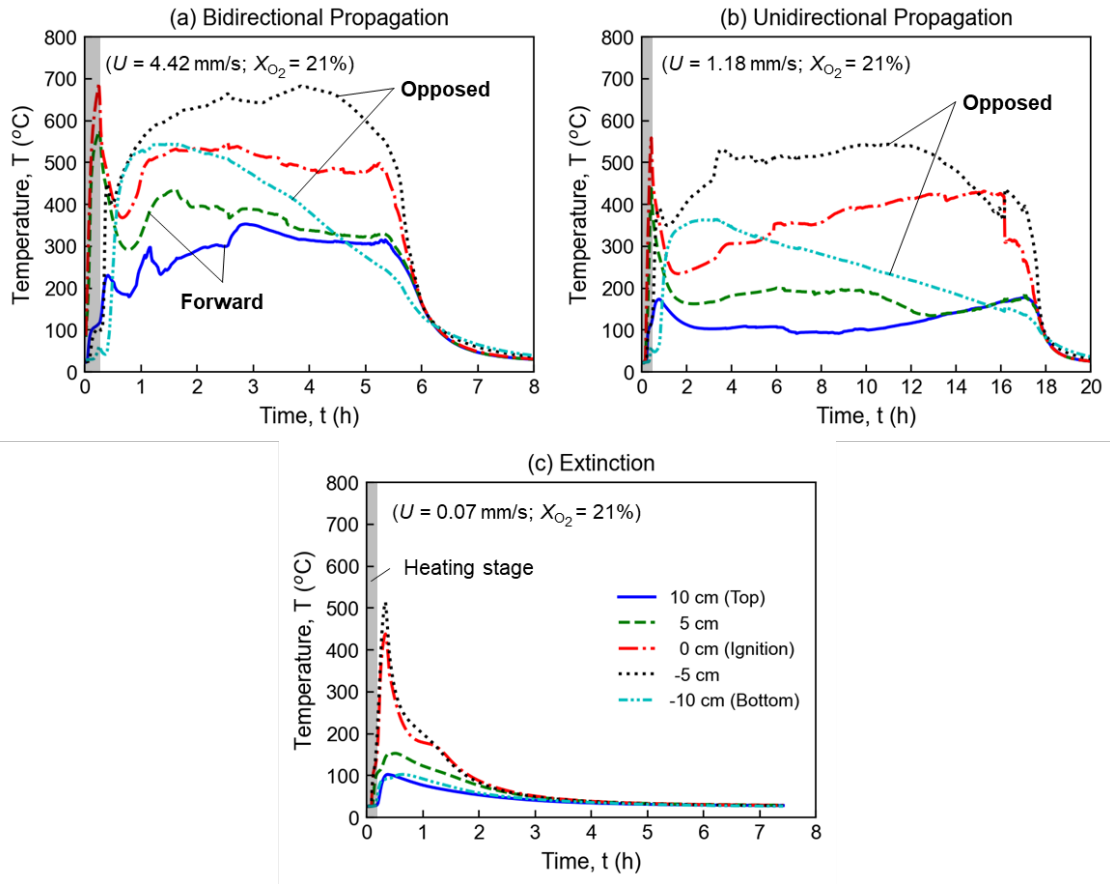 (a) Bidirectional Propagation
(U = 4.42 mm/s; XO2 = 21%)
Opposed
Forward
Temperature, T (ºC)
800
700
600
500
400
300
200
100
0
0 1 2 3 4 5 6 7 8
Time, t (h)
(b) Unidirectional Propagation
(U = 1.18 mm/s; XO2 = 21%)
Opposed
Temperature, T (ºC)
800
700
600
500
400
300
200
100
0
0 2 4 6 8 10 12 14 16 18 20
Time, t (h)
(c) Extinction
(U = 0.07 mm/s; XO2 = 21%)
Heating stage
10 cm (Top)
5 cm
0 cm (Ignition)
-5 cm
-10 cm (Bottom)
Temperature, T (ºC)
800
700
600
500
400
300
200
100
0
0 1 2 3 4 5 6 7 8
Time, t (h)